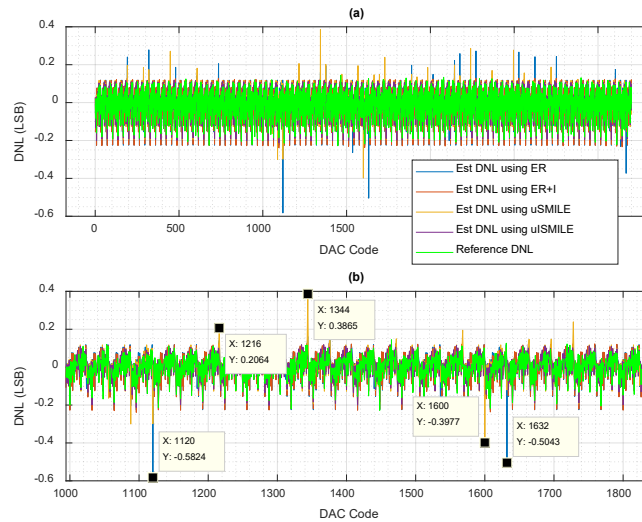 (a)
0.4
0.2
0
-0.2
-0.4
-0.6
DNL (LSB)
0 500 1000 1500
DAC Code
Est DNL using ER
Est DNL using ER+I
Est DNL using uSMILE
Est DNL using uISMILE
Reference DNL
(b)
0.4
0.2
0
-0.2
-0.4
-0.6
DNL (LSB)
X: 1344
Y: 0.3865
X: 1216
Y: 0.2064
X: 1600
Y: -0.3977
X: 1632
Y: -0.5043
X: 1120
Y: -0.5824
1000 1100 1200 1300 1400 1500 1600 1700 1800
DAC Code